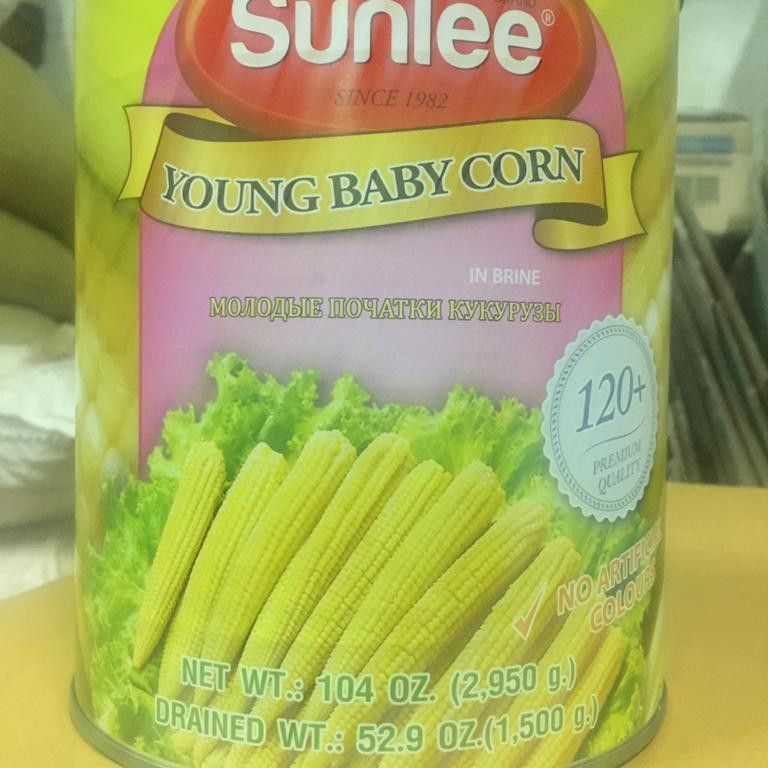 BRAND
Sunlee®
SINCE 1982
YOUNG BABY CORN
IN BRINE
МОЛОДЫЕ ПОЧАТКИ КУКУРУЗЫ
120+
PREMIUM
QUALITY
NO ARTIFICIAL
COLOURS
NET WT.: 104 OZ. (2,950 g.)
DRAINED WT.: 52.9 OZ.(1,500 g.)